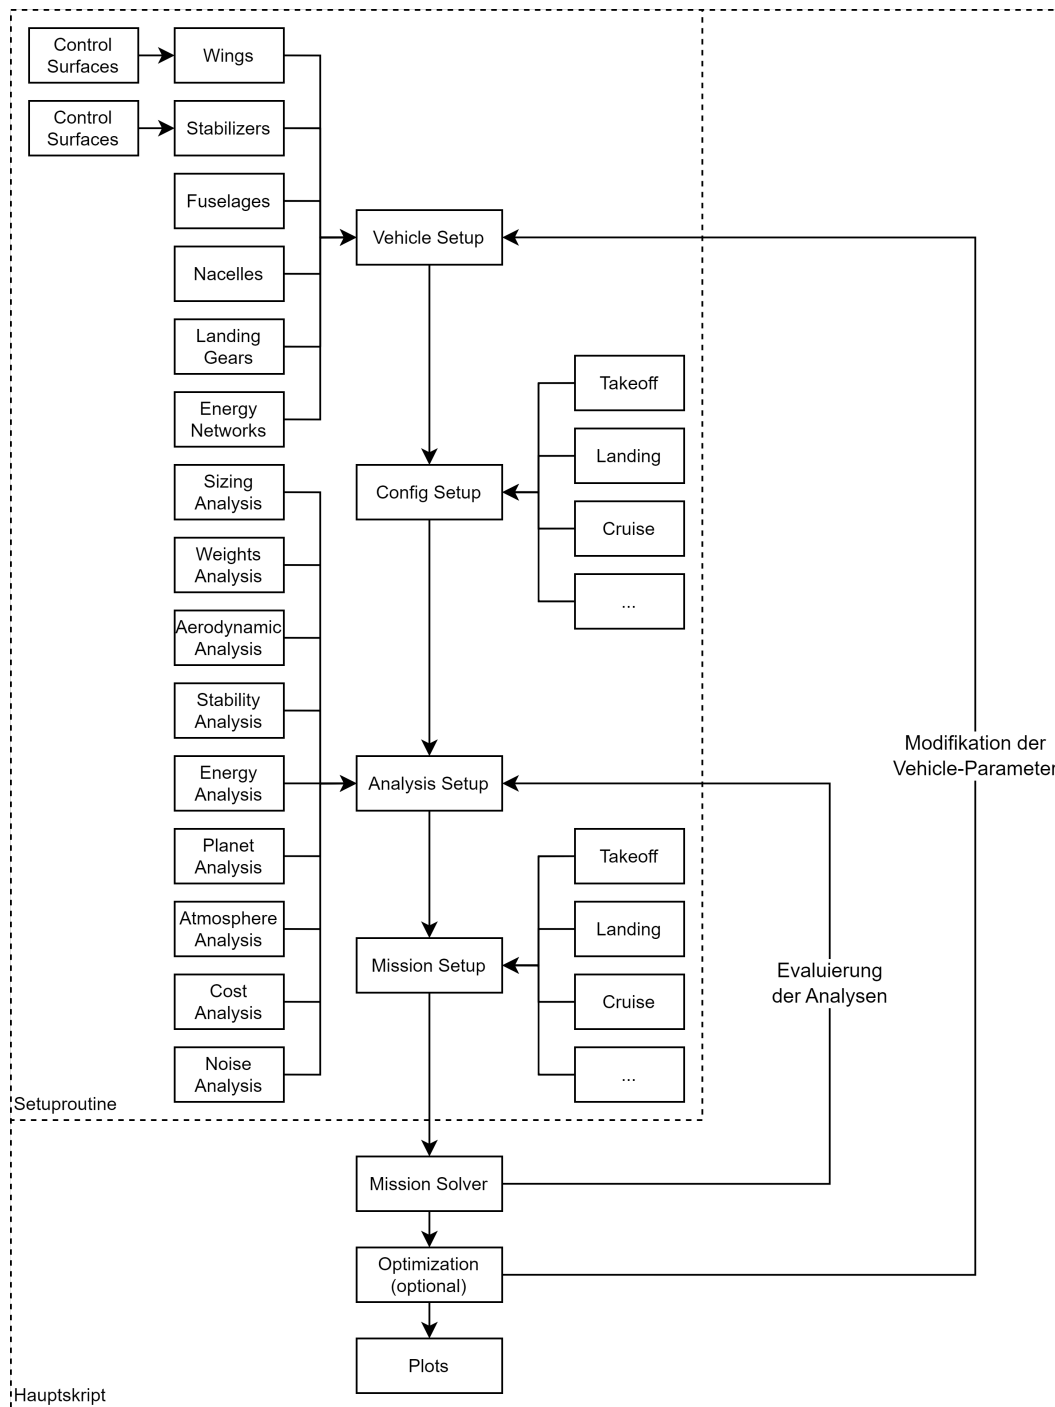 Control
Surfaces
Wings
Control
Surfaces
Stabilizers
Fuselages
Nacelles
Landing
Gears
Energy
Networks
Vehicle Setup
Takeoff
Landing
Cruise
...
Config Setup
Sizing
Analysis
Weights
Analysis
Aerodynamic
Analysis
Stability
Analysis
Energy
Analysis
Planet
Analysis
Atmosphere
Analysis
Cost
Analysis
Noise
Analysis
Analysis Setup
Takeoff
Landing
Cruise
...
Mission Setup
Modifikation der
Vehicle-Parameter
Evaluierung
der Analysen
Setuproutine
Mission Solver
Optimization
(optional)
Plots
Hauptskript